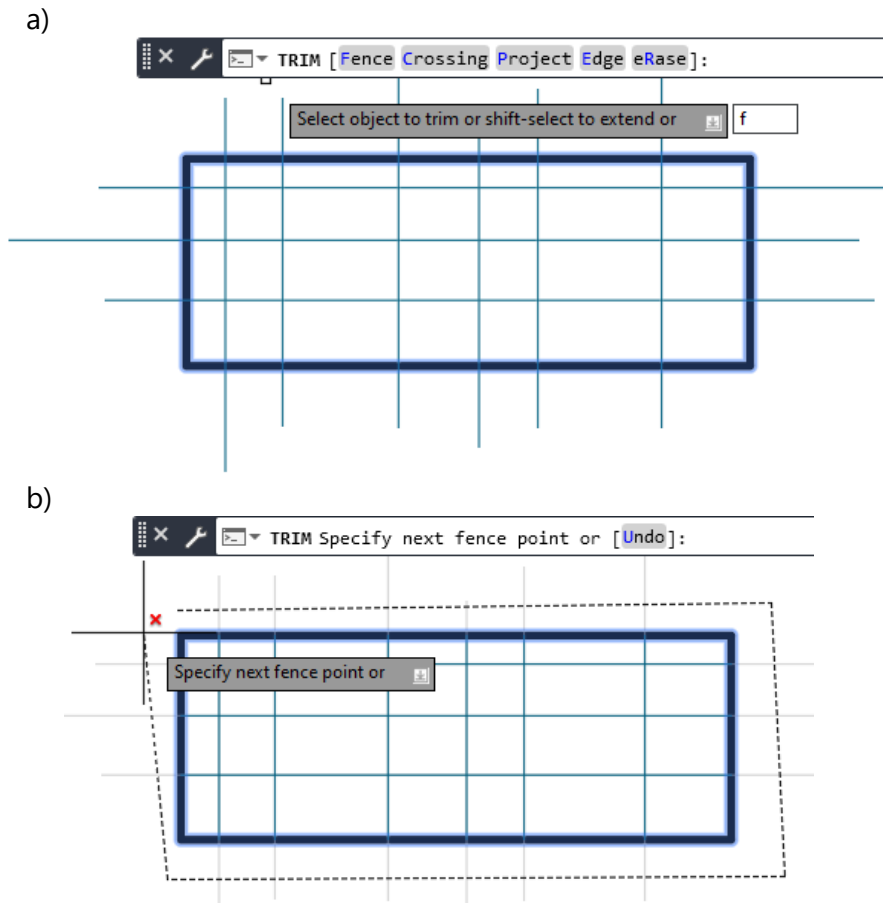 a)
TRIM [Fence Crossing Project Edge eRase]:
Select object to trim or shift-select to extend or f
b)
TRIM Specify next fence point or [Undo]:
Specify next fence point or